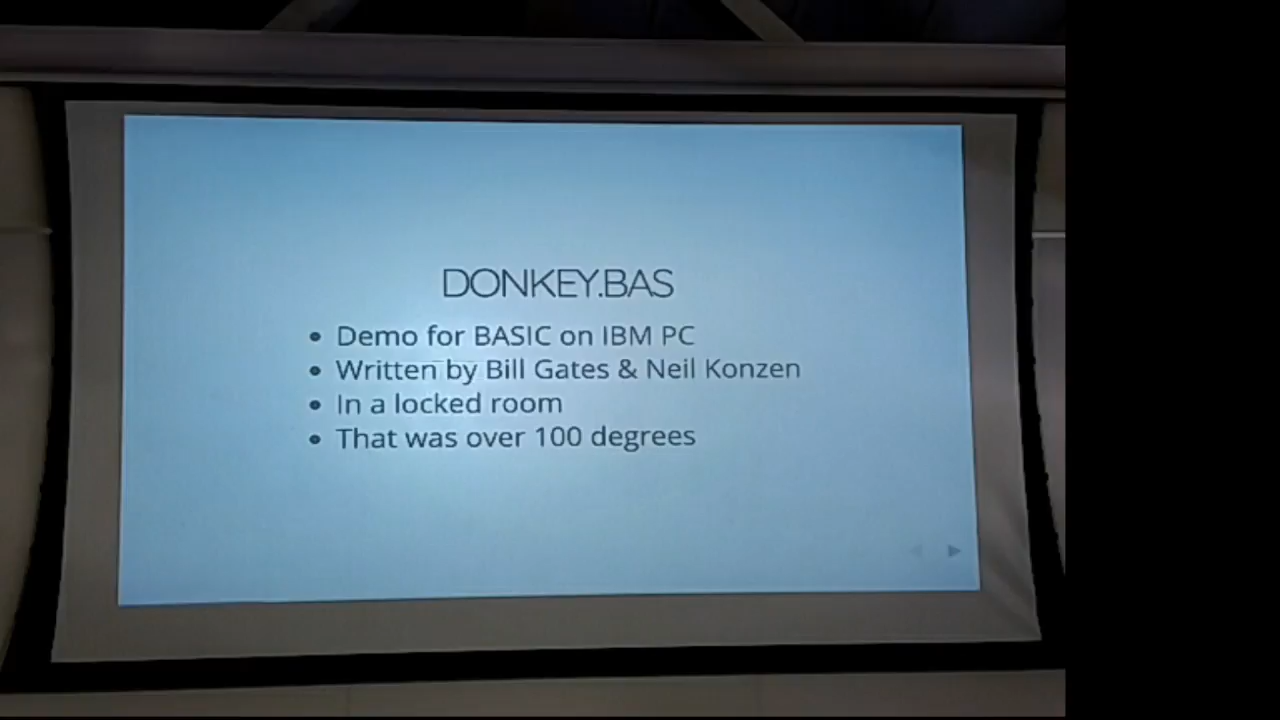 DONKEY.BAS
Demo for BASIC on IBM PC
Written by Bill Gates & Neil Konzen
In a locked room
That was over 100 degrees